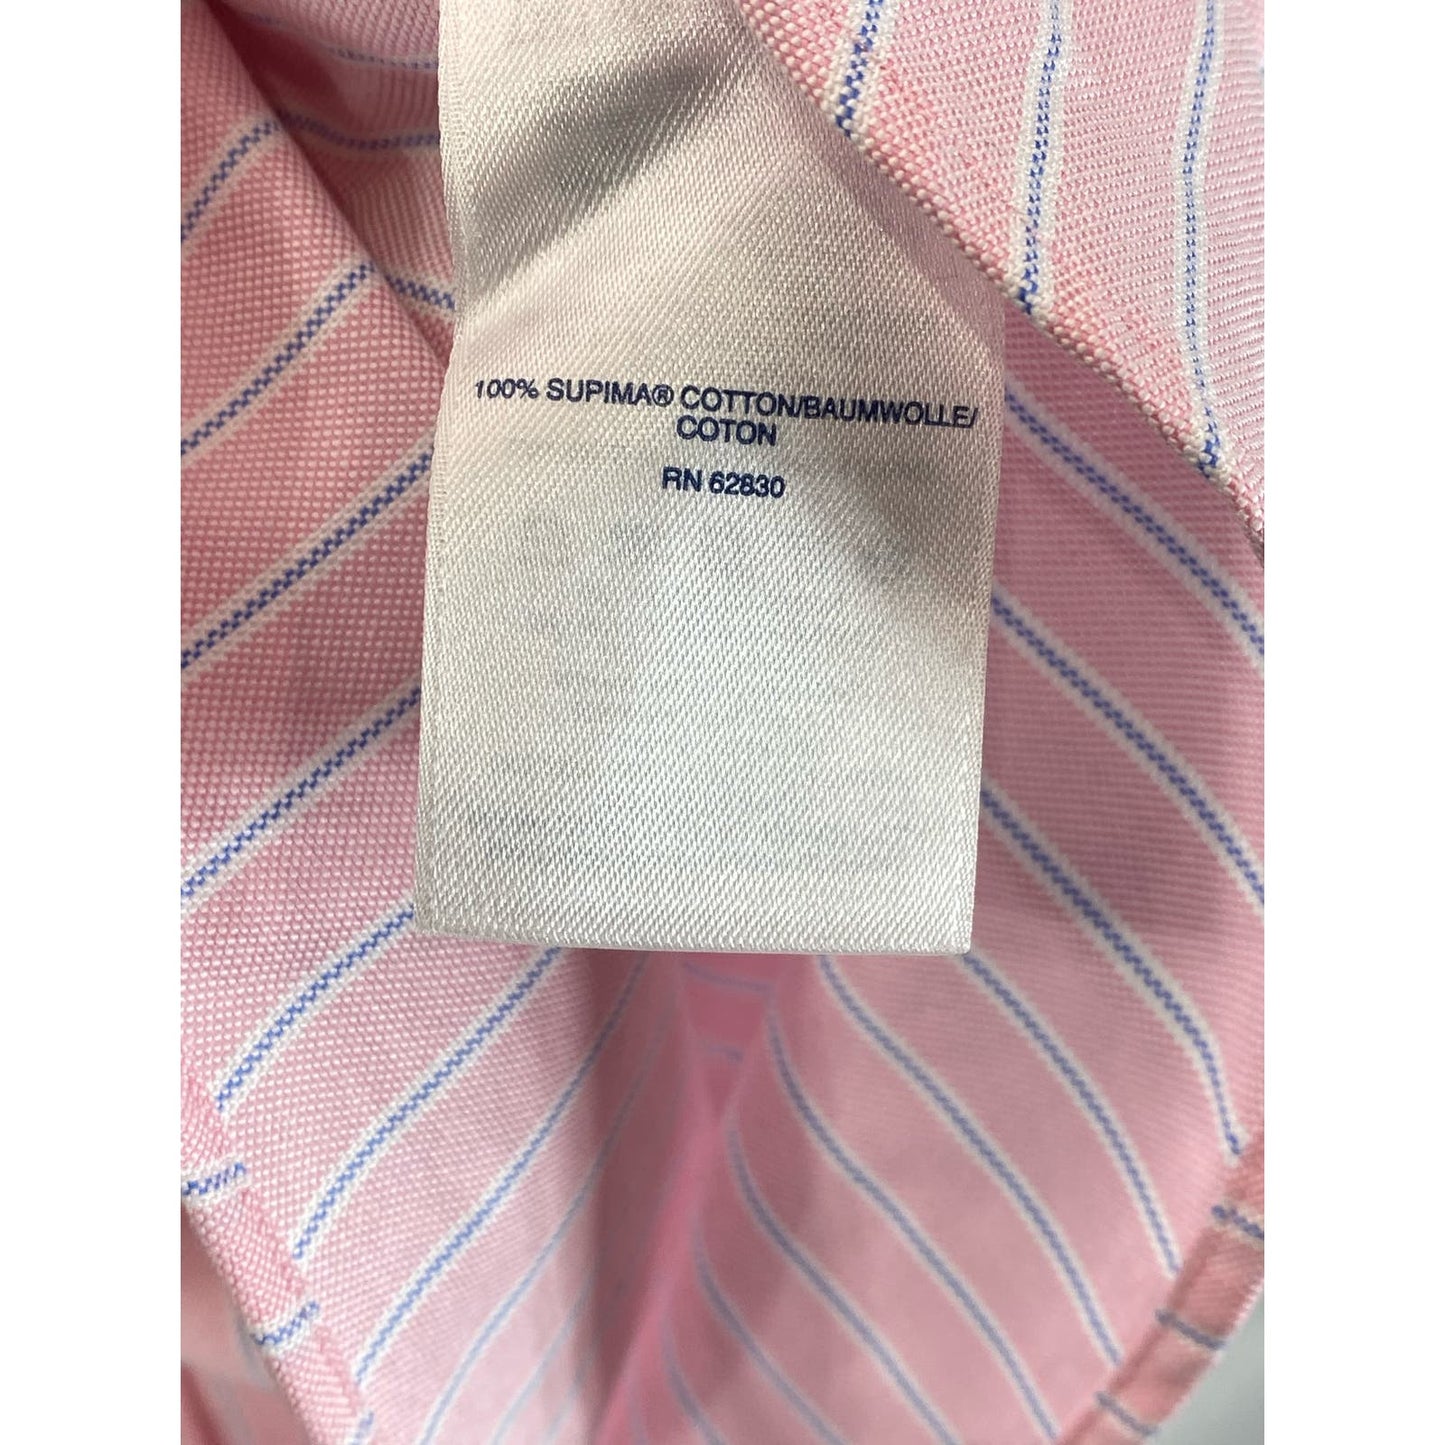 100% SUPIMA® COTTON/BAUMWOLLE/
COTON
RN 62830